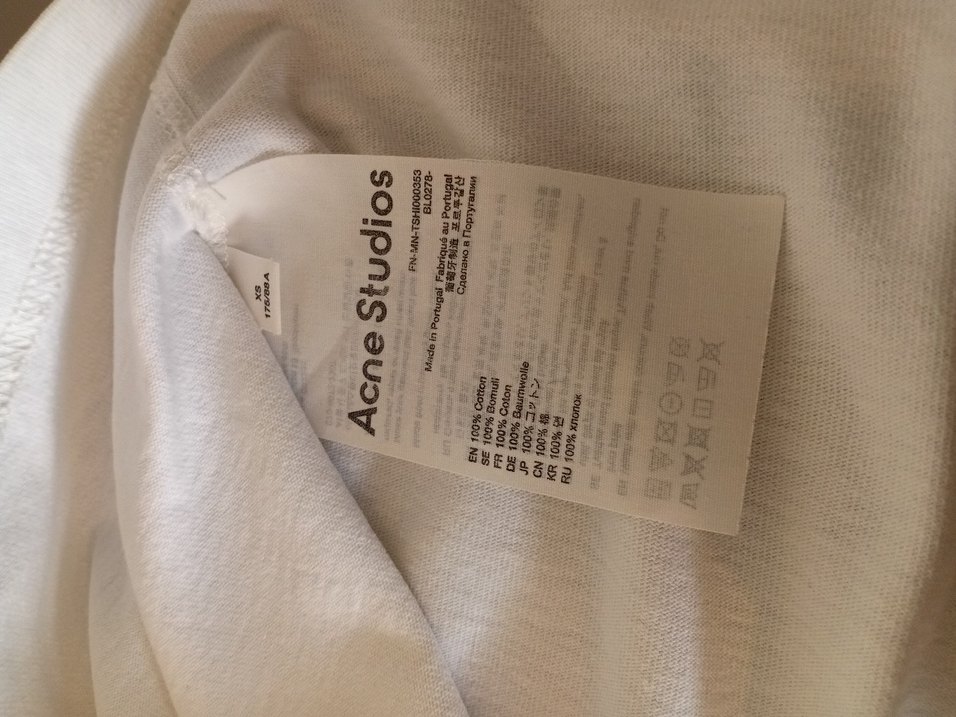 Acne Studios
FN-MN-TSHI000353
BL0278-
Made in Portugal Fabriqué au Portugal
葡萄牙制造 포르투갈산
Сделано в Португалии
EN 100% Cotton
SE 100% Bomull
FR 100% Coton
DE 100% Baumwolle
JP 100% コットン
CN 100% 棉
KR 100% 면
RU 100% хлопок
XS
175/88A